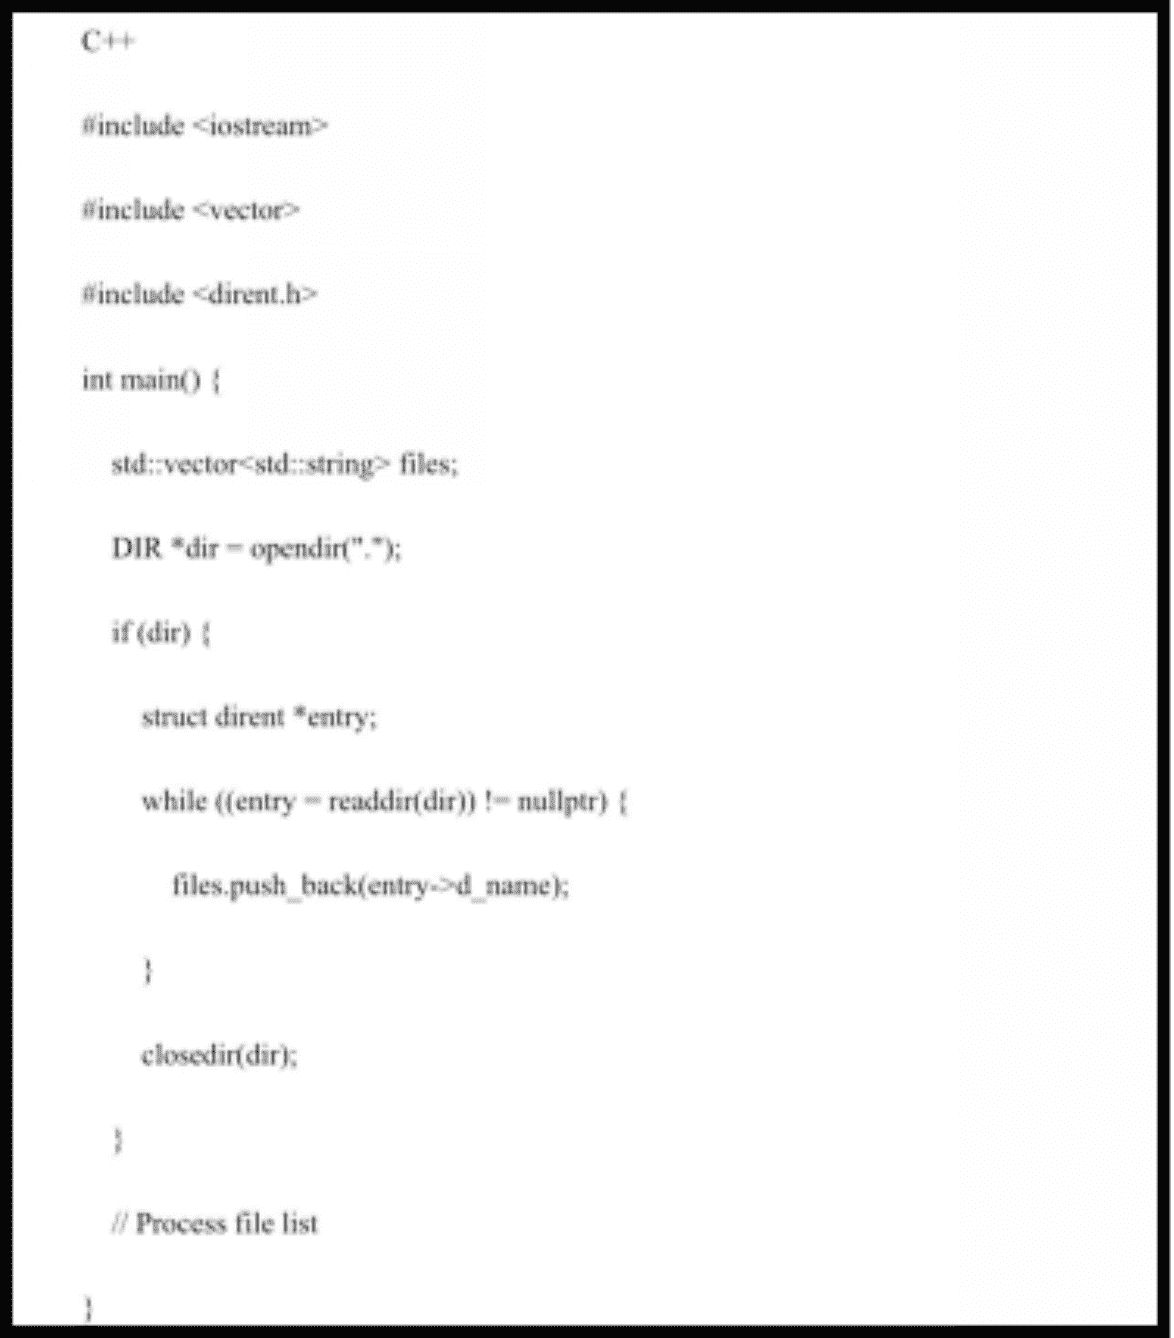 C++
#include <iostream>
#include <vector>
#include <dirent.h>
int main() {
std::vector<std::string> files;
DIR *dir = opendir(".");
if (dir) {
struct dirent *entry;
while ((entry = readdir(dir)) != nullptr) {
files.push_back(entry->d_name);
}
closedir(dir);
}
// Process file list
}